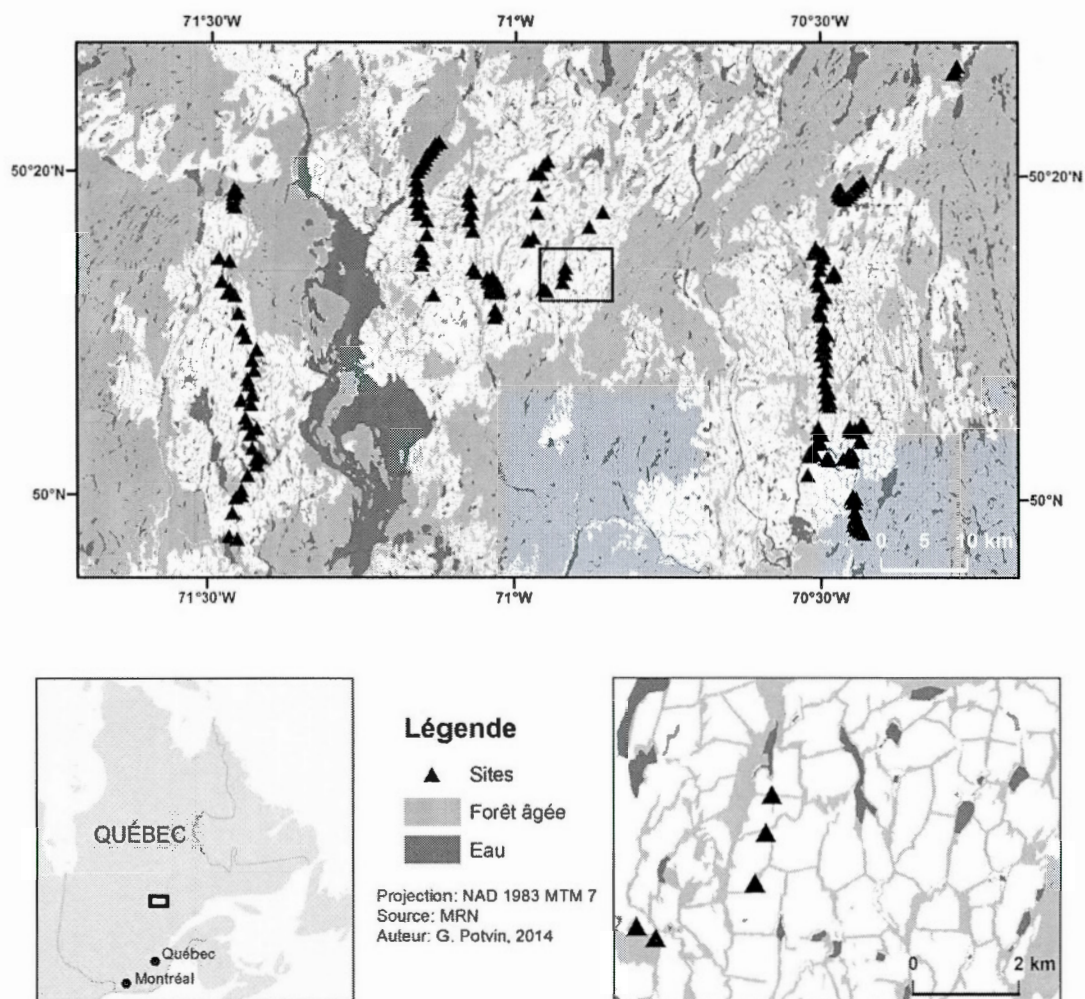 71°30'W 71°W 70°30'W
50°20'N 50°20'N
50°N 50°N
0 5 10 km
71°30'W 71°W 70°30'W
QUÉBEC
Québec
Montréal
Légende
Sites
Forêt âgée
Eau
Projection: NAD 1983 MTM 7
Source: MRN
Auteur: G. Potvin, 2014
0 2 km